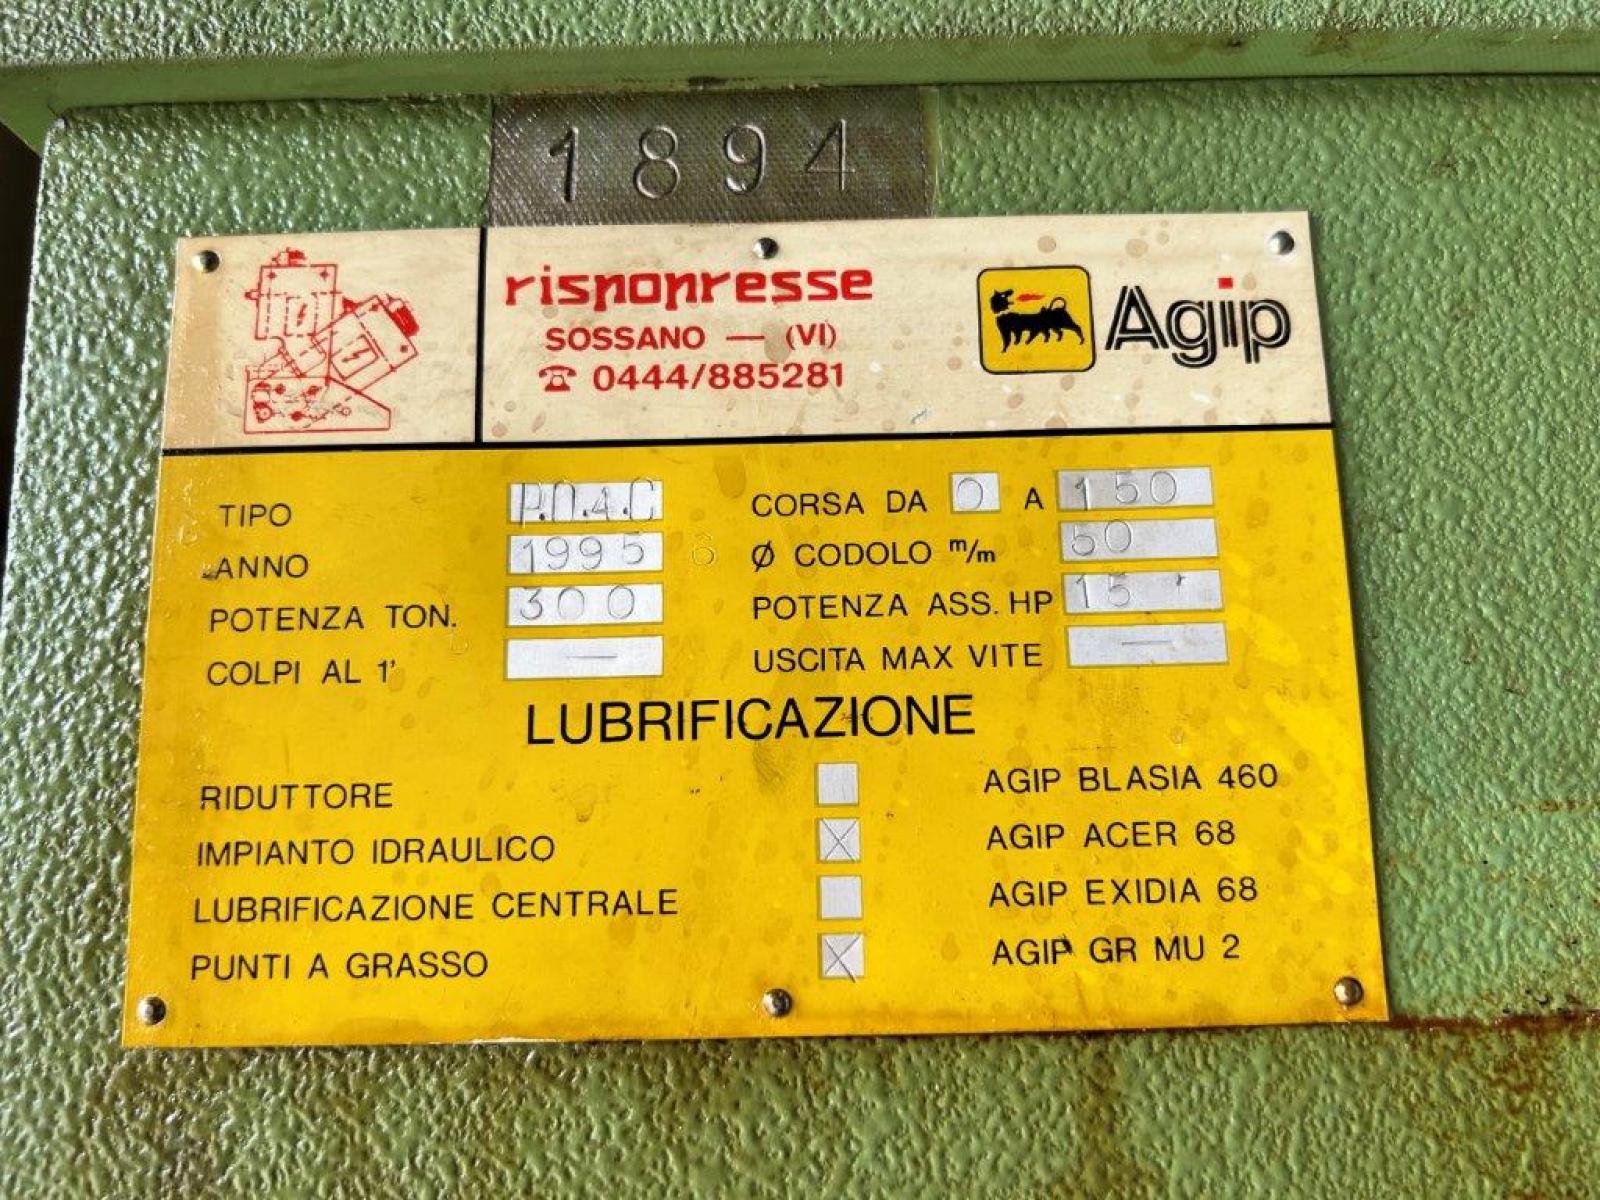 1894
rispopresse
SOSSANO — (VI)
☎ 0444/885281
Agip
TIPO P.O.4.C
ANNO 1995 6
POTENZA TON. 300
COLPI AL 1' —
CORSA DA 0 A 150
Ø CODOLO m/m 50
POTENZA ASS. HP 15
USCITA MAX VITE —
LUBRIFICAZIONE
RIDUTTORE AGIP BLASIA 460
IMPIANTO IDRAULICO X AGIP ACER 68
LUBRIFICAZIONE CENTRALE AGIP EXIDIA 68
PUNTI A GRASSO X AGIP GR MU 2